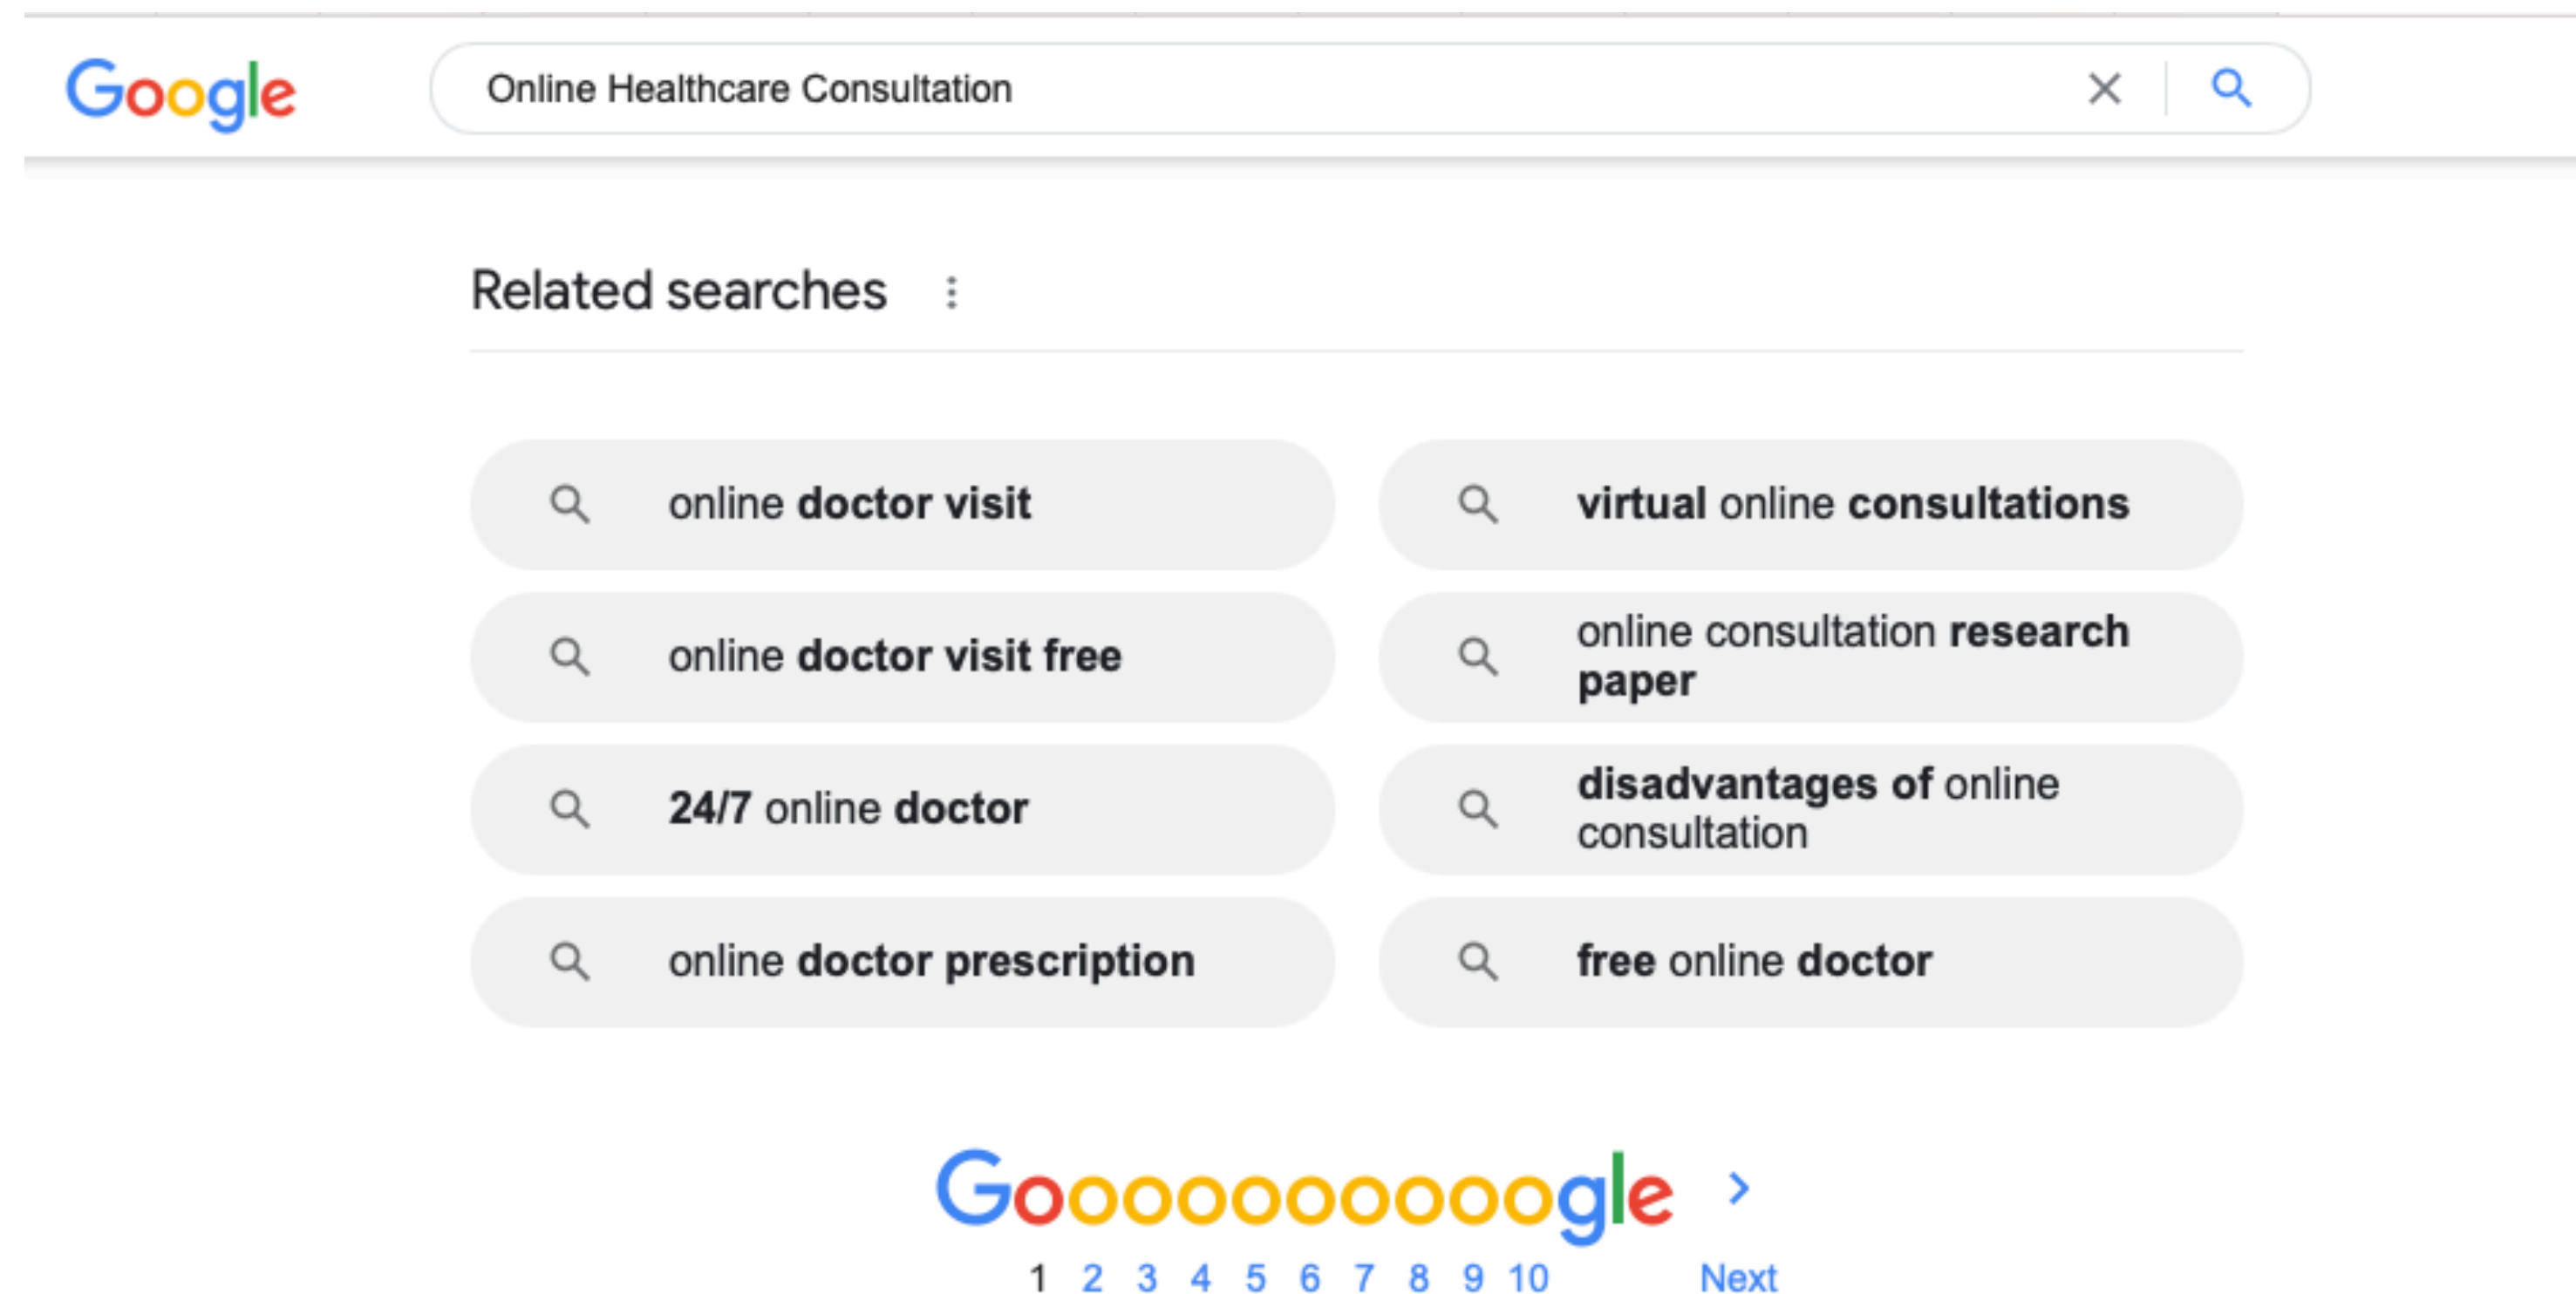 Google
Online Healthcare Consultation
Related searches
online doctor visit
virtual online consultations
online doctor visit free
online consultation research
paper
24/7 online doctor
disadvantages of online
consultation
online doctor prescription
free online doctor
Goooooooooogle
1 2 3 4 5 6 7 8 9 10 Next